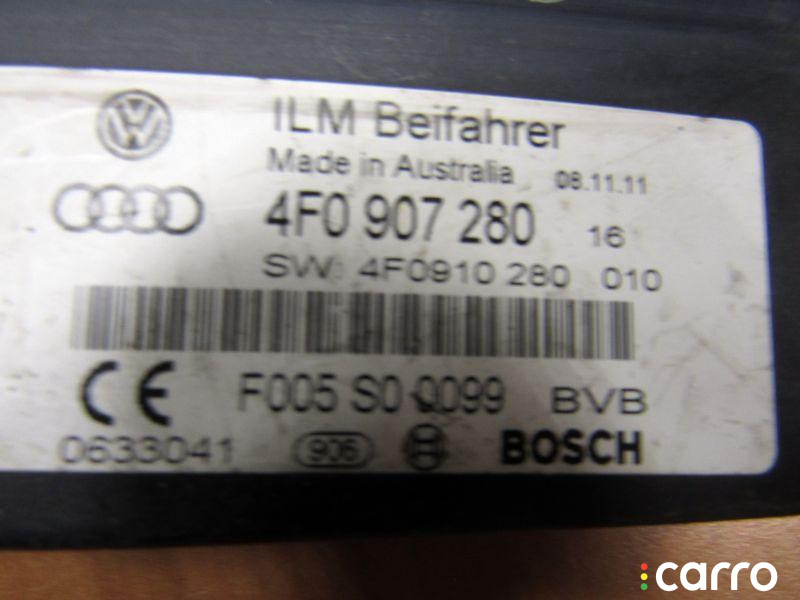 ILM Beifahrer
Made in Australia 08.11.11
4F0 907 280 16
SW: 4F0910 280 010
F005 S0 0099 BVB
0633041 906 BOSCH
carro